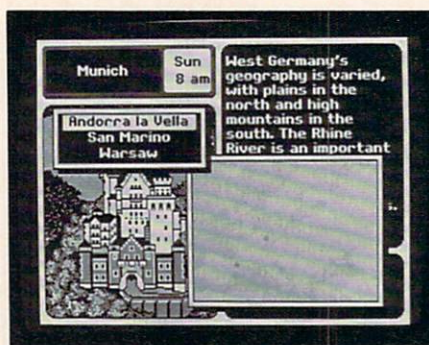 Munich
Sun
8 am
West Germany's
geography is varied,
with plains in the
north and high
mountains in the
south. The Rhine
River is an important
Andorra la Vella
San Marino
Warsaw